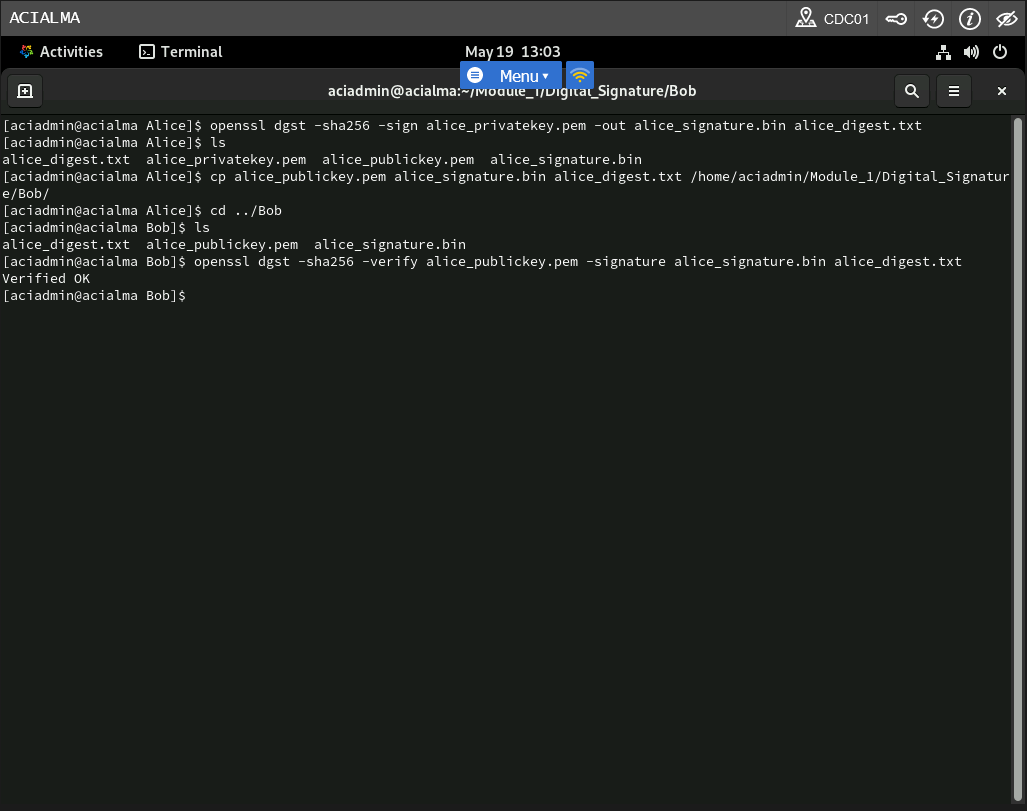 ACIALMA
CDC01
Activities
Terminal
May 19 13:03
Menu
aciadmin@acialma:~/Module_1/Digital_Signature/Bob
[aciadmin@acialma Alice]$ openssl dgst -sha256 -sign alice_privatekey.pem -out alice_signature.bin alice_digest.txt
[aciadmin@acialma Alice]$ ls
alice_digest.txt  alice_privatekey.pem  alice_publickey.pem  alice_signature.bin
[aciadmin@acialma Alice]$ cp alice_publickey.pem alice_signature.bin alice_digest.txt /home/aciadmin/Module_1/Digital_Signatur
e/Bob/
[aciadmin@acialma Alice]$ cd ../Bob
[aciadmin@acialma Bob]$ ls
alice_digest.txt  alice_publickey.pem  alice_signature.bin
[aciadmin@acialma Bob]$ openssl dgst -sha256 -verify alice_publickey.pem -signature alice_signature.bin alice_digest.txt
Verified OK
[aciadmin@acialma Bob]$